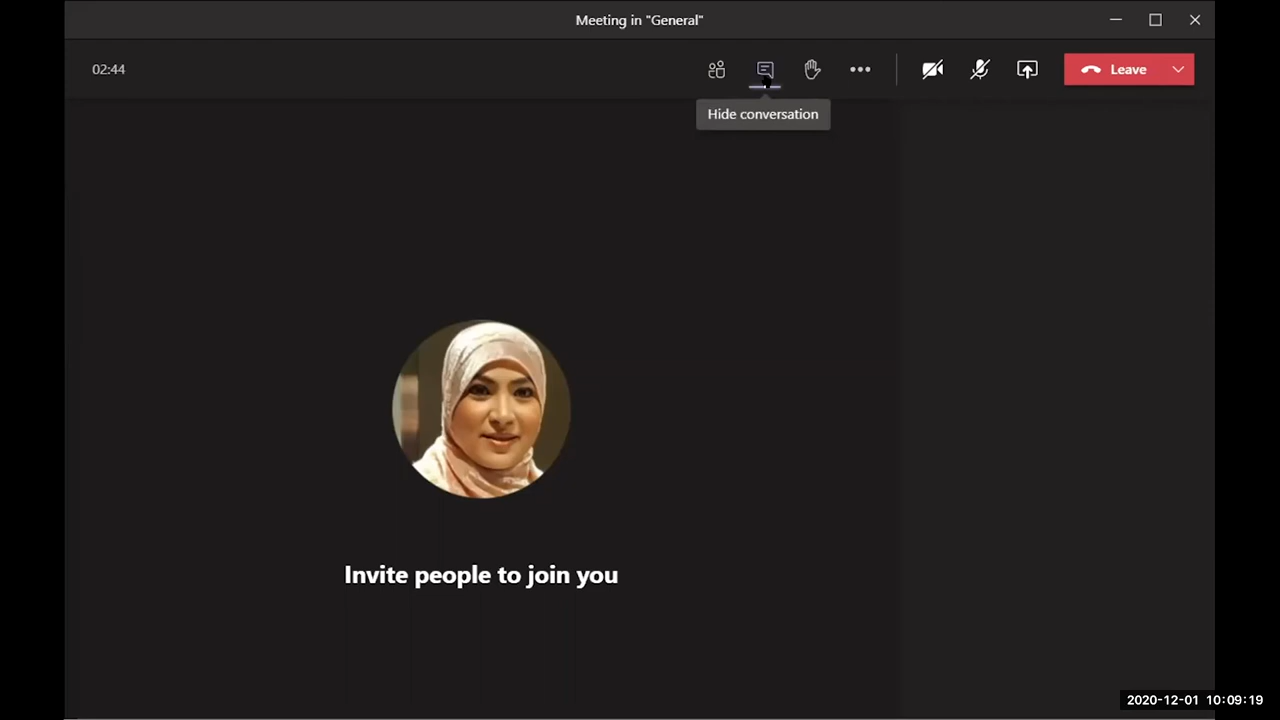 Meeting in "General"
02:44
Leave
Hide conversation
Invite people to join you
2020-12-01 10:09:19